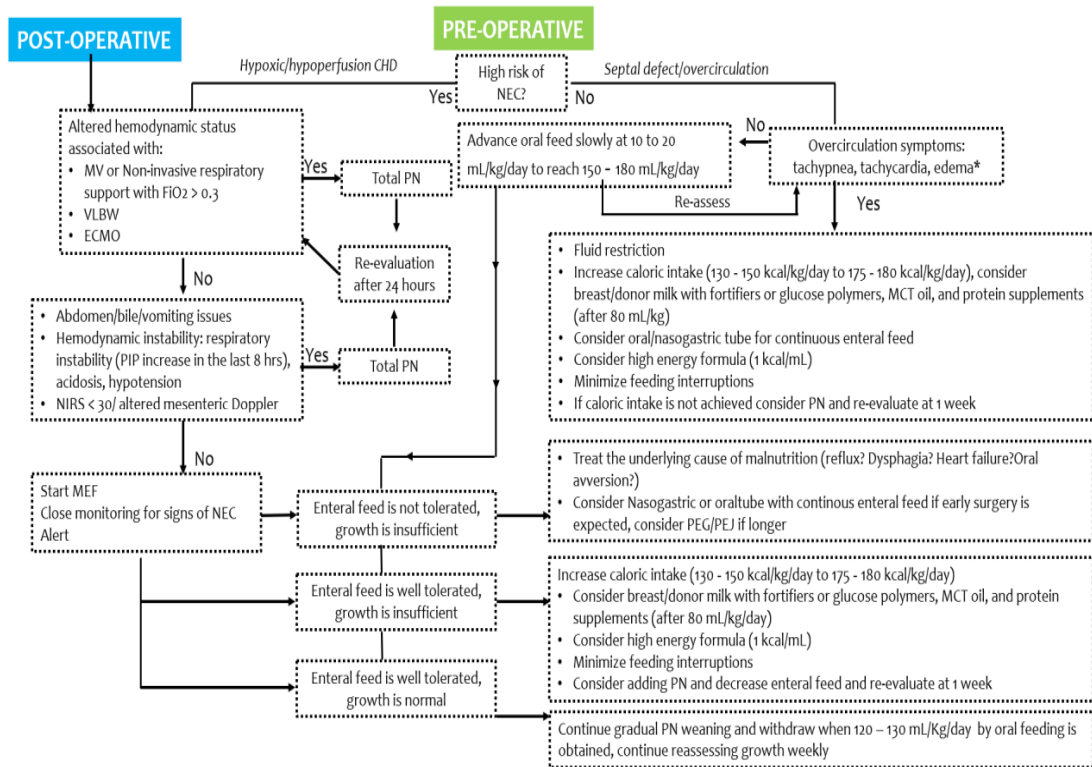 POST-OPERATIVE
PRE-OPERATIVE
Hypoxic/hypoperfusion CHD
High risk of
NEC?
Septal defect/overcirculation
Yes
No
Altered hemodynamic status
associated with:
• MV or Non-invasive respiratory
support with FiO2 > 0.3
• VLBW
• ECMO
Yes
Total PN
Re-evaluation
after 24 hours
No
• Abdomen/bile/vomiting issues
• Hemodynamic instability: respiratory
instability (PIP increase in the last 8 hrs),
acidosis, hypotension
• NIRS < 30/ altered mesenteric Doppler
Yes
Total PN
No
Start MEF
Close monitoring for signs of NEC
Alert
Advance oral feed slowly at 10 to 20
mL/kg/day to reach 150 – 180 mL/kg/day
No
Overcirculation symptoms:
tachypnea, tachycardia, edema*
Re-assess
Yes
• Fluid restriction
• Increase caloric intake (130 - 150 kcal/kg/day to 175 - 180 kcal/kg/day), consider
breast/donor milk with fortifiers or glucose polymers, MCT oil, and protein supplements
(after 80 mL/kg)
• Consider oral/nasogastric tube for continuous enteral feed
• Consider high energy formula (1 kcal/mL)
• Minimize feeding interruptions
• If caloric intake is not achieved consider PN and re-evaluate at 1 week
Enteral feed is not tolerated,
growth is insufficient
• Treat the underlying cause of malnutrition (reflux? Dysphagia? Heart failure?Oral
avversion?)
• Consider Nasogastric or oraltube with continous enteral feed if early surgery is
expected, consider PEG/PEJ if longer
Enteral feed is well tolerated,
growth is insufficient
Increase caloric intake (130 - 150 kcal/kg/day to 175 - 180 kcal/kg/day)
• Consider breast/donor milk with fortifiers or glucose polymers, MCT oil, and protein
supplements (after 80 mL/kg/day)
• Consider high energy formula (1 kcal/mL)
• Minimize feeding interruptions
• Consider adding PN and decrease enteral feed and re-evaluate at 1 week
Enteral feed is well tolerated,
growth is normal
Continue gradual PN weaning and withdraw when 120 – 130 mL/Kg/day by oral feeding is
obtained, continue reassessing growth weekly